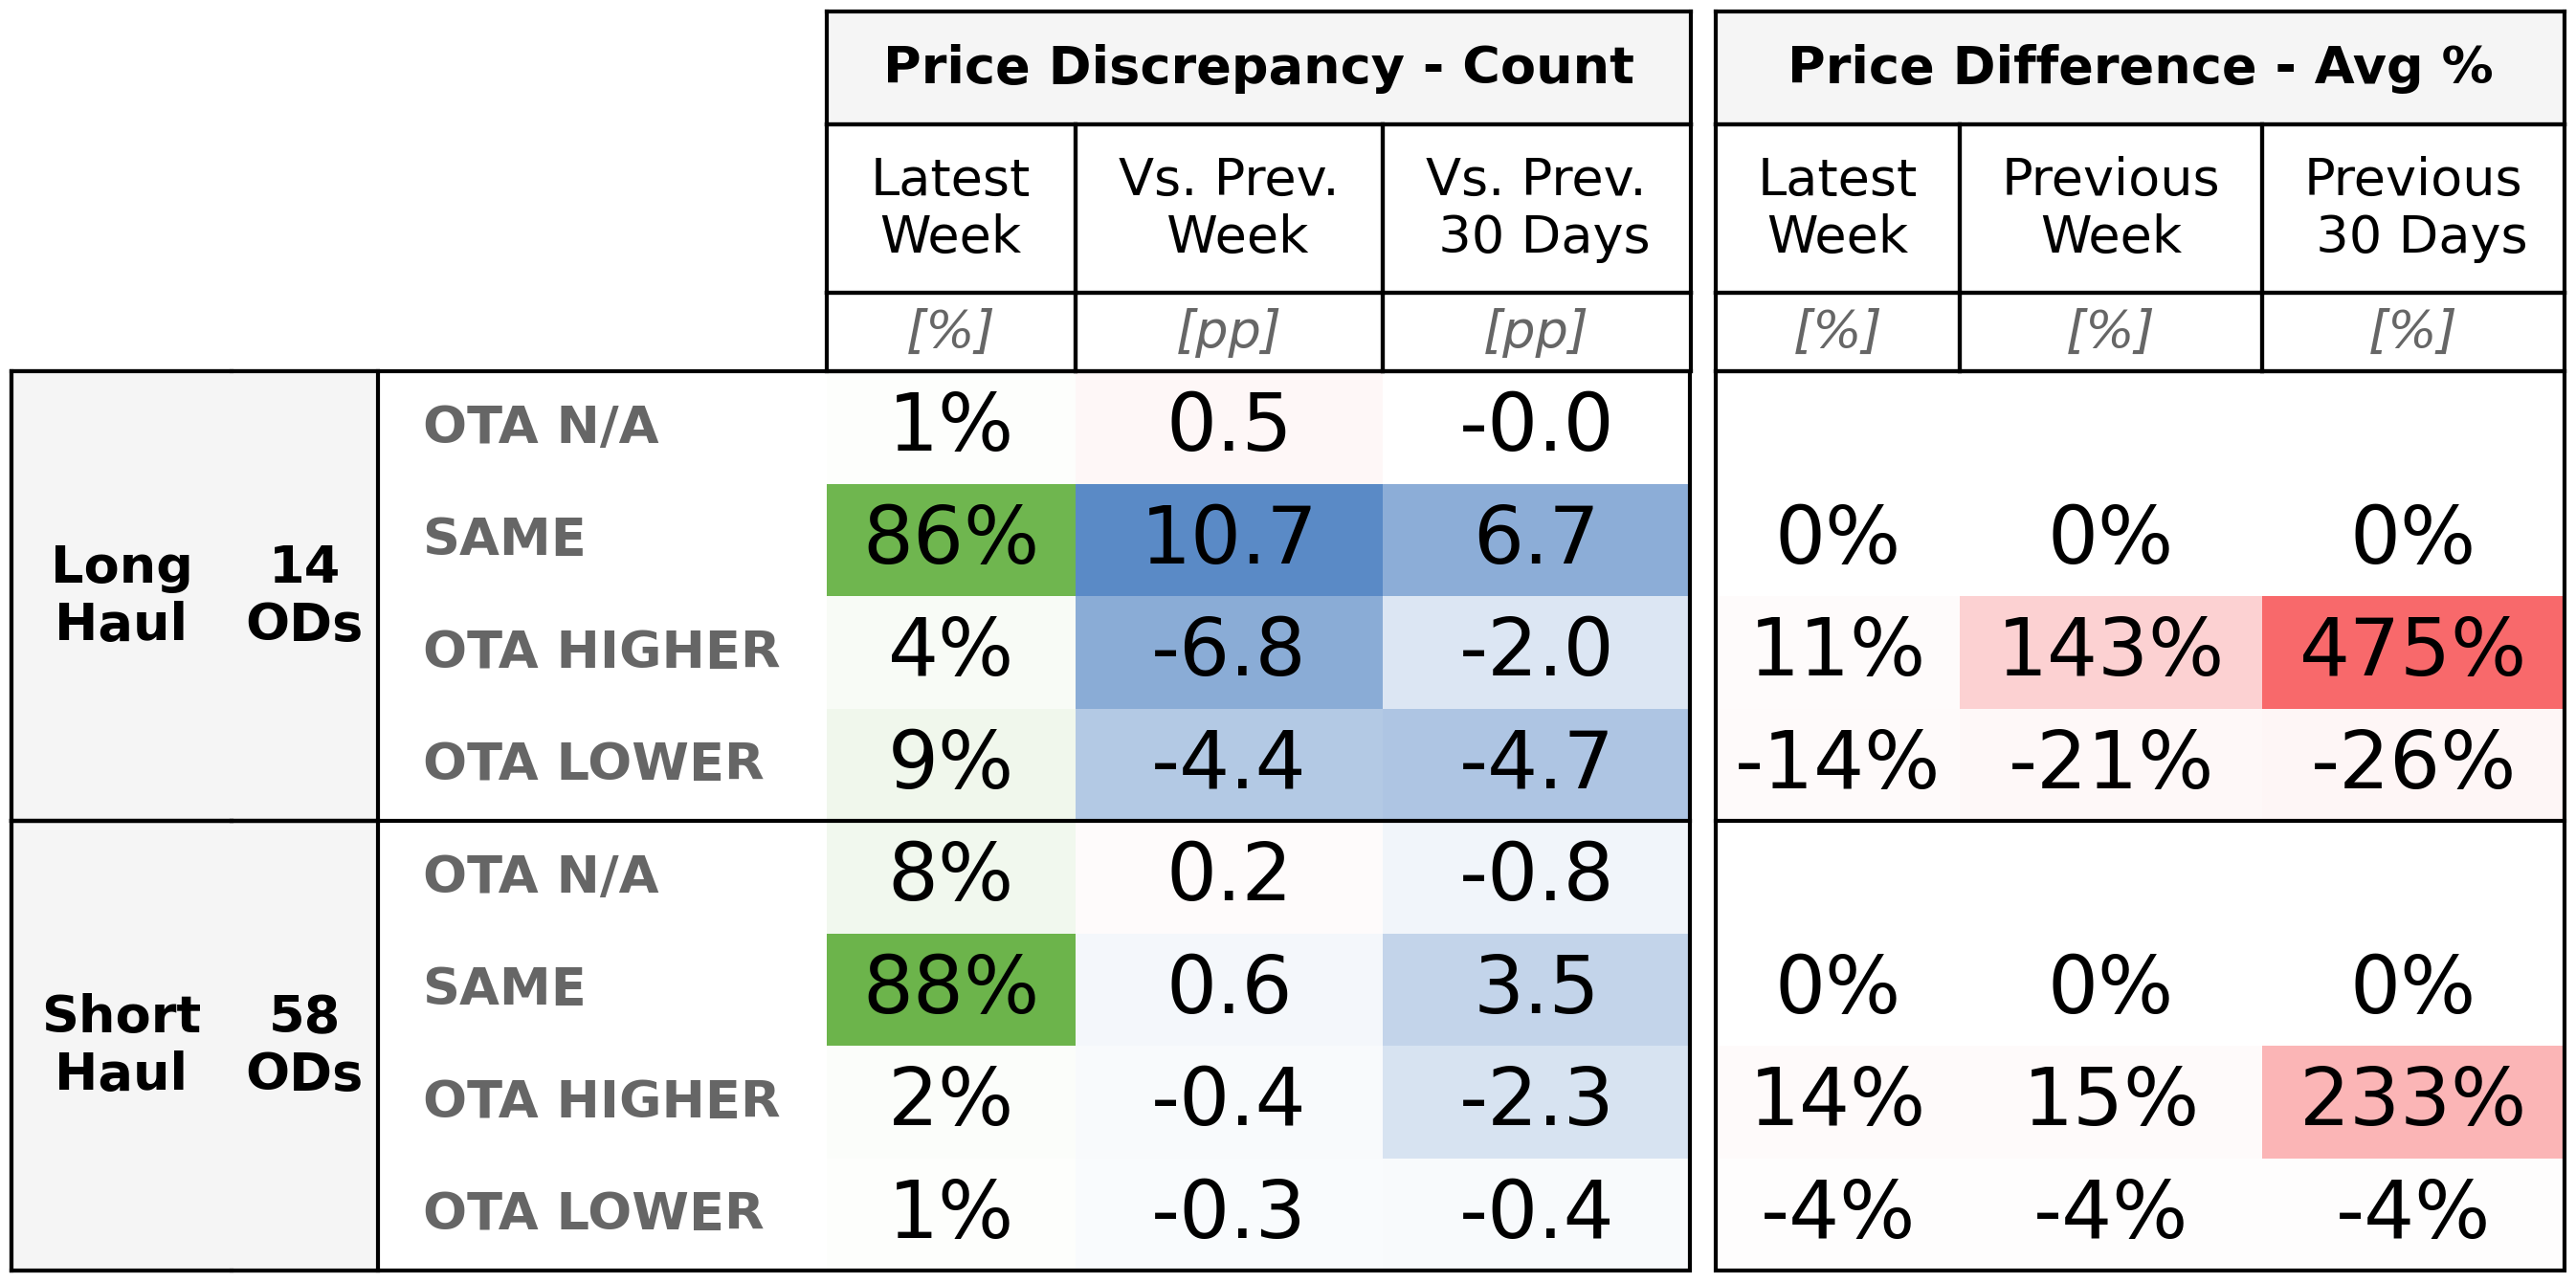 Price Discrepancy - Count Price Difference - Avg %
Latest Week Vs. Prev. Week Vs. Prev. 30 Days Latest Week Previous Week Previous 30 Days
[%] [pp] [pp] [%] [%] [%]
Long Haul 14 ODs
OTA N/A 1% 0.5 -0.0
SAME 86% 10.7 6.7 0% 0% 0%
OTA HIGHER 4% -6.8 -2.0 11% 143% 475%
OTA LOWER 9% -4.4 -4.7 -14% -21% -26%
Short Haul 58 ODs
OTA N/A 8% 0.2 -0.8
SAME 88% 0.6 3.5 0% 0% 0%
OTA HIGHER 2% -0.4 -2.3 14% 15% 233%
OTA LOWER 1% -0.3 -0.4 -4% -4% -4%